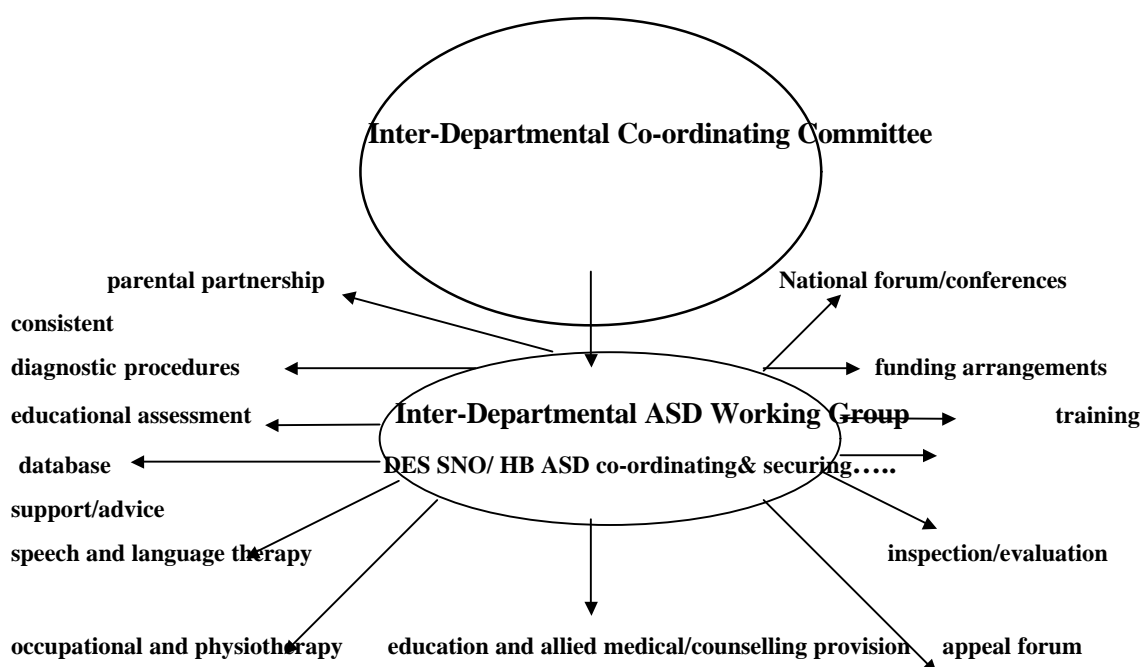 Inter-Departmental Co-ordinating Committee
parental partnership
National forum/conferences
consistent
diagnostic procedures
funding arrangements
educational assessment
Inter-Departmental ASD Working Group
training
database
DES SNO/ HB ASD co-ordinating& securing…..
support/advice
speech and language therapy
inspection/evaluation
occupational and physiotherapy
education and allied medical/counselling provision
appeal forum